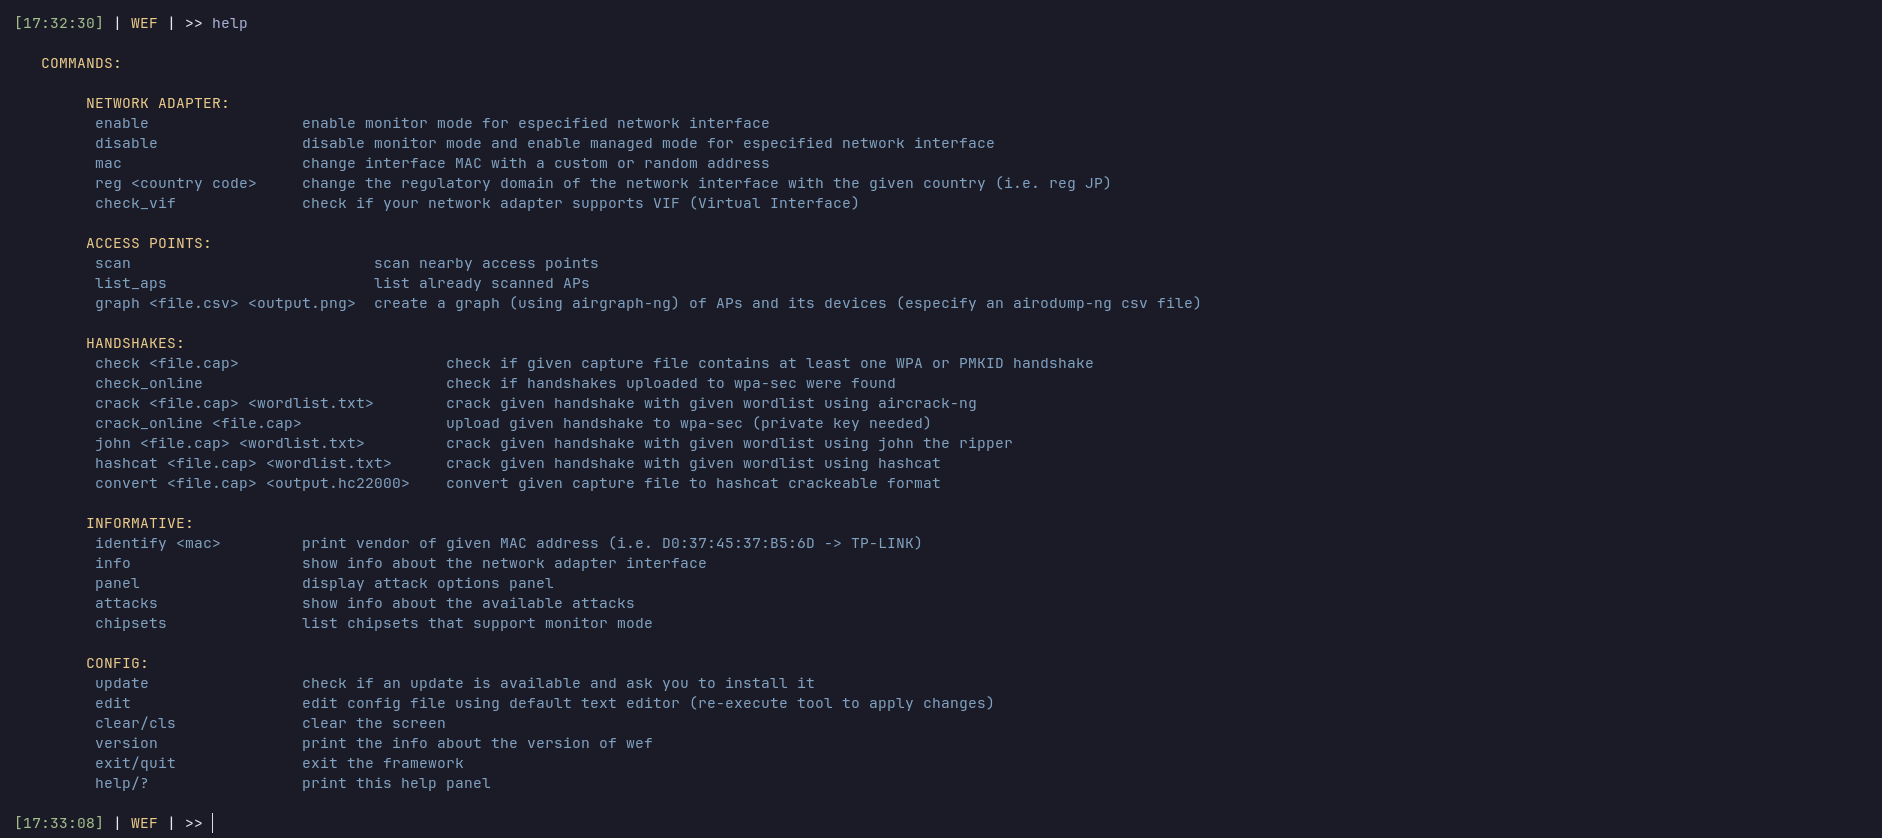 [17:32:30] | WEF | >> help
COMMANDS:
NETWORK ADAPTER:
enable enable monitor mode for especified network interface
disable disable monitor mode and enable managed mode for especified network interface
mac change interface MAC with a custom or random address
reg <country code> change the regulatory domain of the network interface with the given country (i.e. reg JP)
check_vif check if your network adapter supports VIF (Virtual Interface)
ACCESS POINTS:
scan scan nearby access points
list_aps list already scanned APs
graph <file.csv> <output.png> create a graph (using airgraph-ng) of APs and its devices (especify an airodump-ng csv file)
HANDSHAKES:
check <file.cap> check if given capture file contains at least one WPA or PMKID handshake
check_online check if handshakes uploaded to wpa-sec were found
crack <file.cap> <wordlist.txt> crack given handshake with given wordlist using aircrack-ng
crack_online <file.cap> upload given handshake to wpa-sec (private key needed)
john <file.cap> <wordlist.txt> crack given handshake with given wordlist using john the ripper
hashcat <file.cap> <wordlist.txt> crack given handshake with given wordlist using hashcat
convert <file.cap> <output.hc22000> convert given capture file to hashcat crackeable format
INFORMATIVE:
identify <mac> print vendor of given MAC address (i.e. D0:37:45:37:B5:6D -> TP-LINK)
info show info about the network adapter interface
panel display attack options panel
attacks show info about the available attacks
chipsets list chipsets that support monitor mode
CONFIG:
update check if an update is available and ask you to install it
edit edit config file using default text editor (re-execute tool to apply changes)
clear/cls clear the screen
version print the info about the version of wef
exit/quit exit the framework
help/? print this help panel
[17:33:08] | WEF | >>